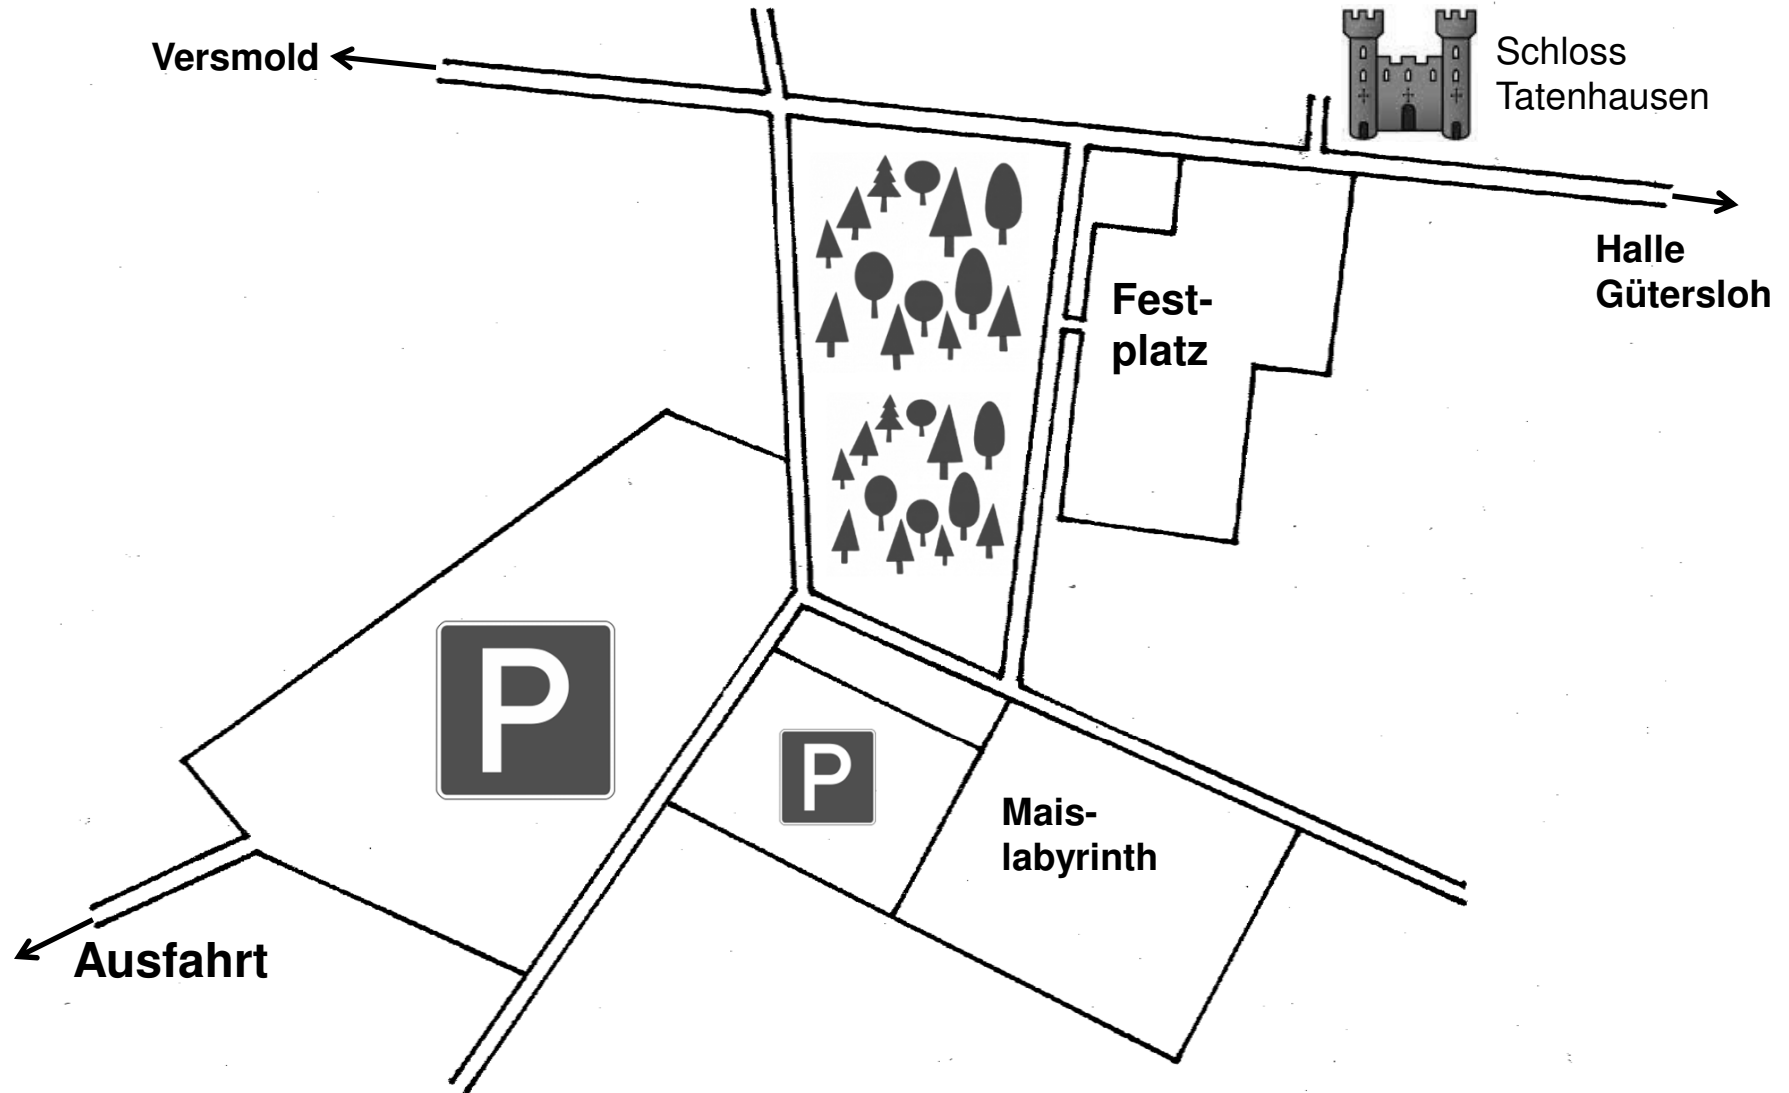 Versmold
Schloss
Tatenhausen
Halle
Gütersloh
Fest-
platz
P
P
Mais-
labyrinth
Ausfahrt